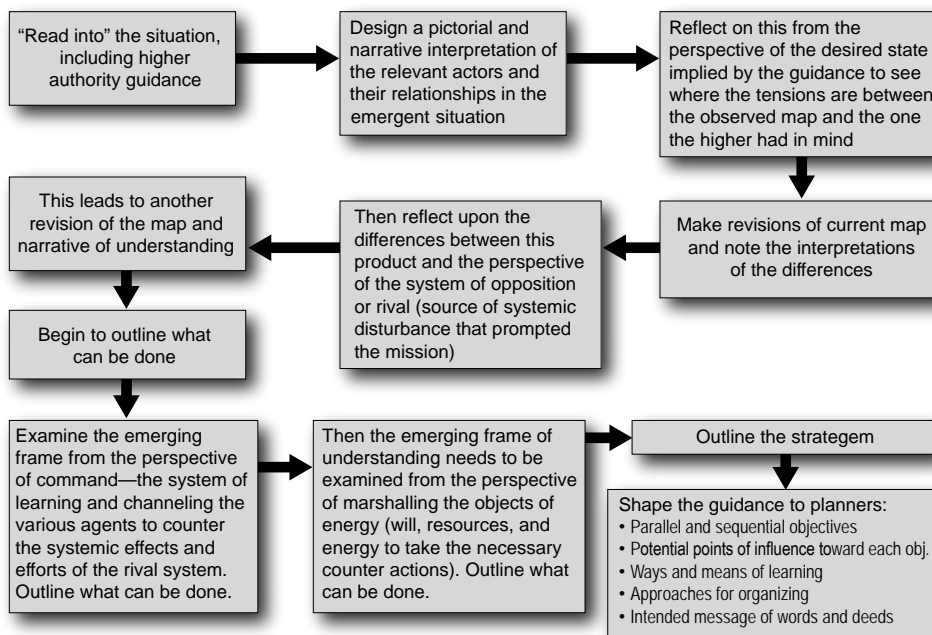 “Read into” the situation,
including higher
authority guidance
Design a pictorial and
narrative interpretation of
the relevant actors and
their relationships in the
emergent situation
Reflect on this from the
perspective of the desired state
implied by the guidance to see
where the tensions are between
the observed map and the one
the higher had in mind
Make revisions of current map
and note the interpretations
of the differences
Then reflect upon the
differences between this
product and the perspective
of the system of opposition
or rival (source of systemic
disturbance that prompted
the mission)
This leads to another
revision of the map and
narrative of understanding
Begin to outline what
can be done
Examine the emerging
frame from the perspective
of command—the system of
learning and channeling the
various agents to counter
the systemic effects and
efforts of the rival system.
Outline what can be done.
Then the emerging frame of
understanding needs to be
examined from the perspective
of marshalling the objects of
energy (will, resources, and
energy to take the necessary
counter actions). Outline what
can be done.
Outline the strategem
Shape the guidance to planners:
• Parallel and sequential objectives
• Potential points of influence toward each obj.
• Ways and means of learning
• Approaches for organizing
• Intended message of words and deeds